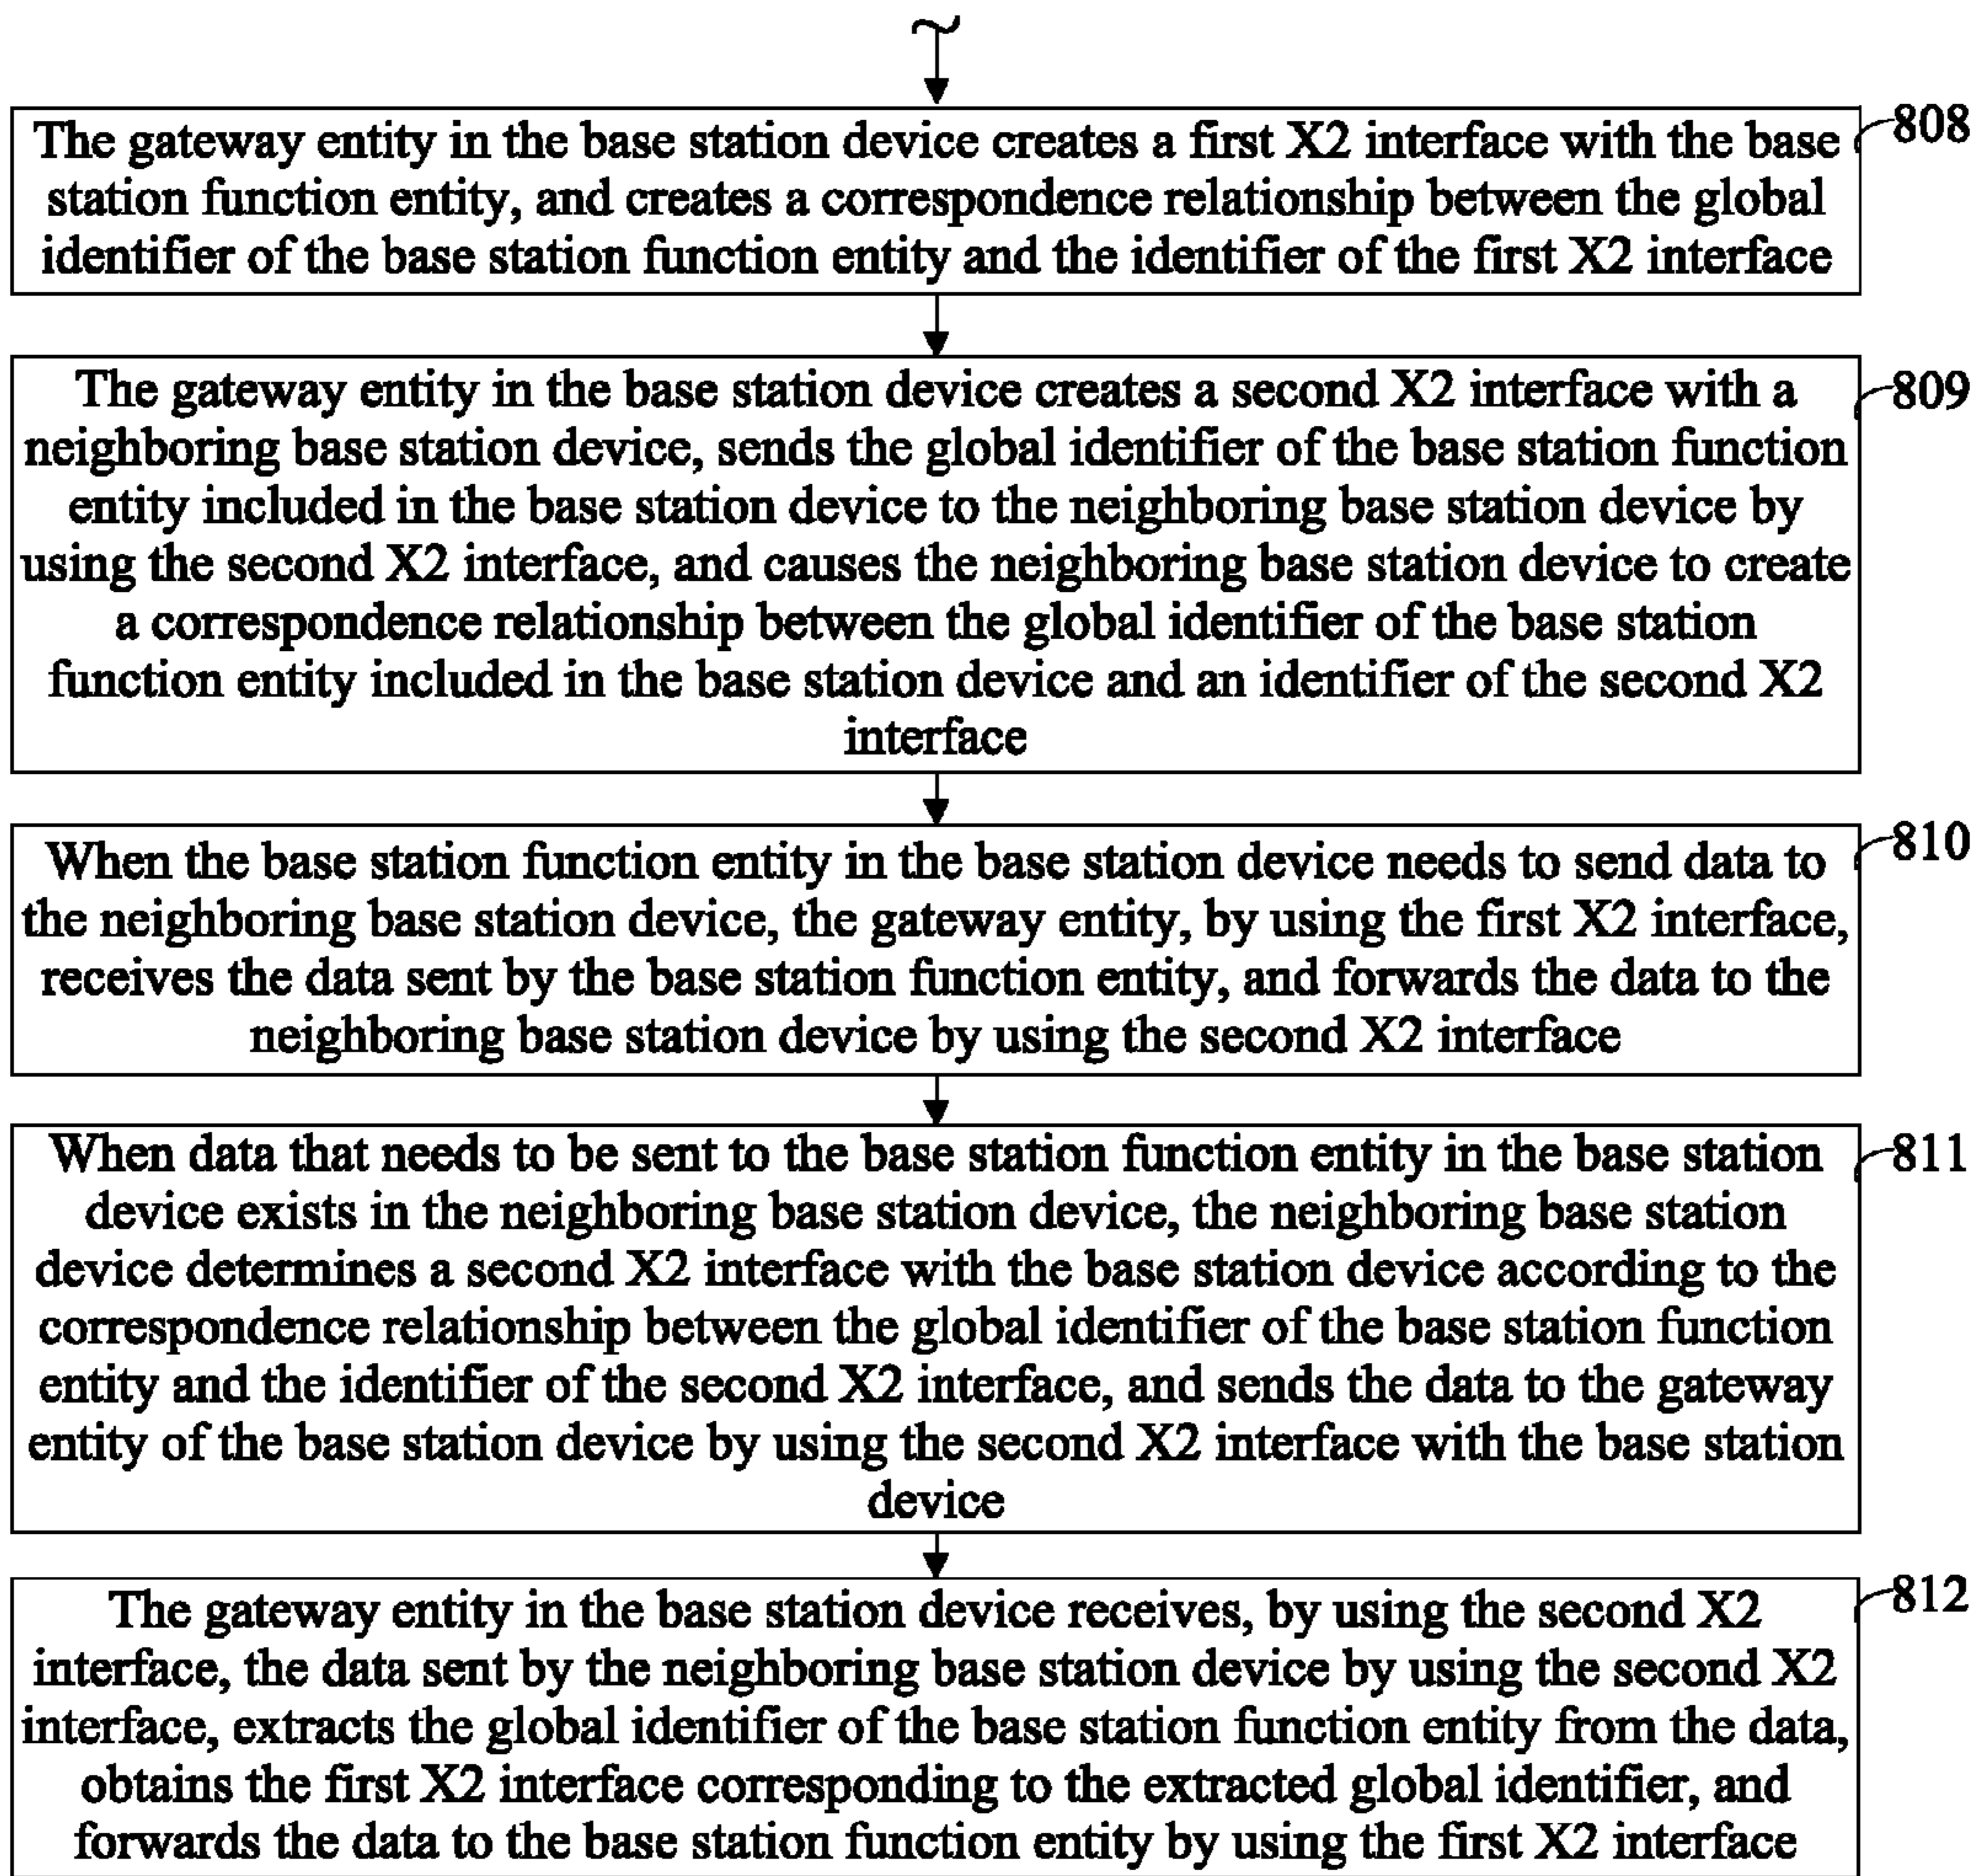 The gateway entity in the base station device creates a first X2 interface with the base
station function entity, and creates a correspondence relationship between the global
identifier of the base station function entity and the identifier of the first X2 interface
808
The gateway entity in the base station device creates a second X2 interface with a
neighboring base station device, sends the global identifier of the base station function
entity included in the base station device to the neighboring base station device by
using the second X2 interface, and causes the neighboring base station device to create
a correspondence relationship between the global identifier of the base station
function entity included in the base station device and an identifier of the second X2
interface
809
When the base station function entity in the base station device needs to send data to
the neighboring base station device, the gateway entity, by using the first X2 interface,
receives the data sent by the base station function entity, and forwards the data to the
neighboring base station device by using the second X2 interface
810
When data that needs to be sent to the base station function entity in the base station
device exists in the neighboring base station device, the neighboring base station
device determines a second X2 interface with the base station device according to the
correspondence relationship between the global identifier of the base station function
entity and the identifier of the second X2 interface, and sends the data to the gateway
entity of the base station device by using the second X2 interface with the base station
device
811
The gateway entity in the base station device receives, by using the second X2
interface, the data sent by the neighboring base station device by using the second X2
interface, extracts the global identifier of the base station function entity from the data,
obtains the first X2 interface corresponding to the extracted global identifier, and
forwards the data to the base station function entity by using the first X2 interface
812